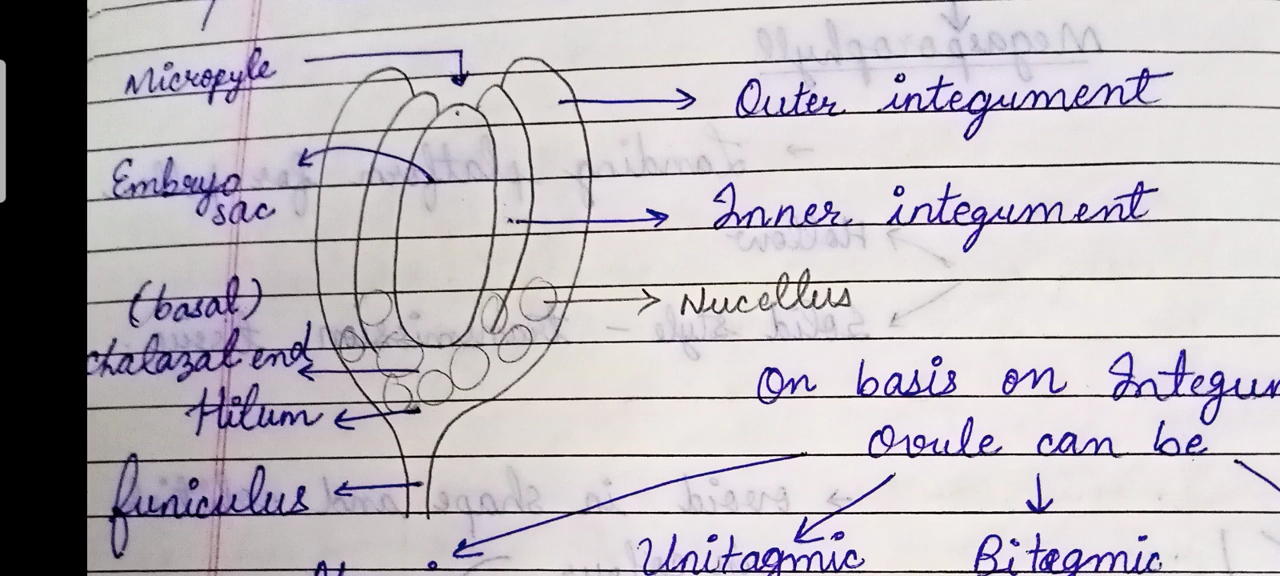 Micropyle
Outer integument
Embryo
sac
Inner integument
(basal)
Nucellus
chalazal end
On basis on Integu
Hilum
ovule can be
funiculus
Unitagmic
Bitegmic